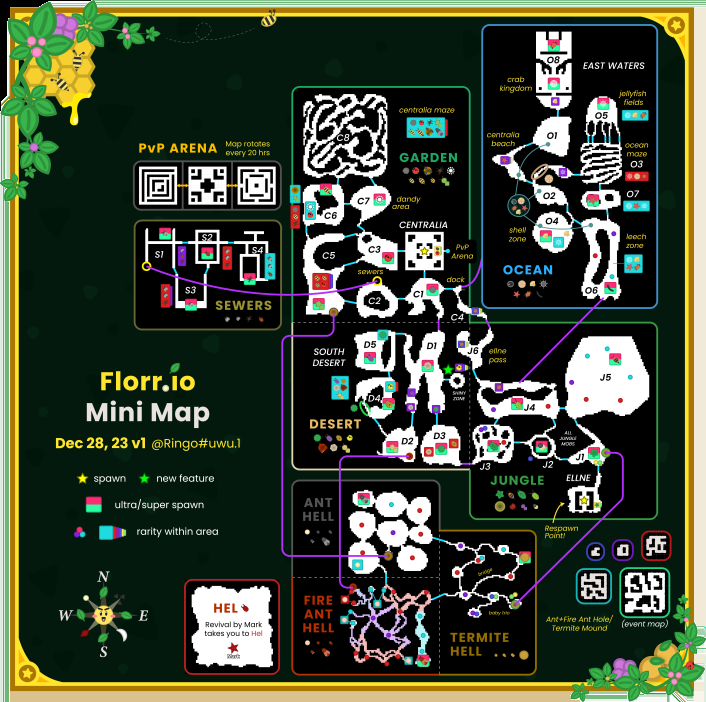 PvP ARENA
Map rotates
every 20 hrs
S1
S2
S3
S4
SEWERS
Florr.io
Mini Map
Dec 28, 23 v1 @Ringo#uwu.1
spawn
new feature
ultra/super spawn
rarity within area
N
W
E
S
HEL
Revival by Mark
takes you to Hel
Mark
C8
centralia maze
GARDEN
C6
C7
dandy
area
C5
C3
CENTRALIA
PvP
Arena
sewers
C2
C1
dock
C4
EAST WATERS
O8
crab
kingdom
jellyfish
fields
O5
O1
centralia
beach
ocean
maze
O3
O2
O7
O4
shell
zone
leech
zone
OCEAN
O6
SOUTH
DESERT
D5
D1
J6
ellne
pass
SHINY
ZONE
D4
DESERT
D2
D3
J5
J4
ALL
JUNGLE
MOBS
J3
J2
J1
JUNGLE
ELLNE
Respawn
Point!
ANT
HELL
FIRE
ANT
HELL
bridge
baby trio
TERMITE
HELL
Ant+Fire Ant Hole/
Termite Mound
(event map)